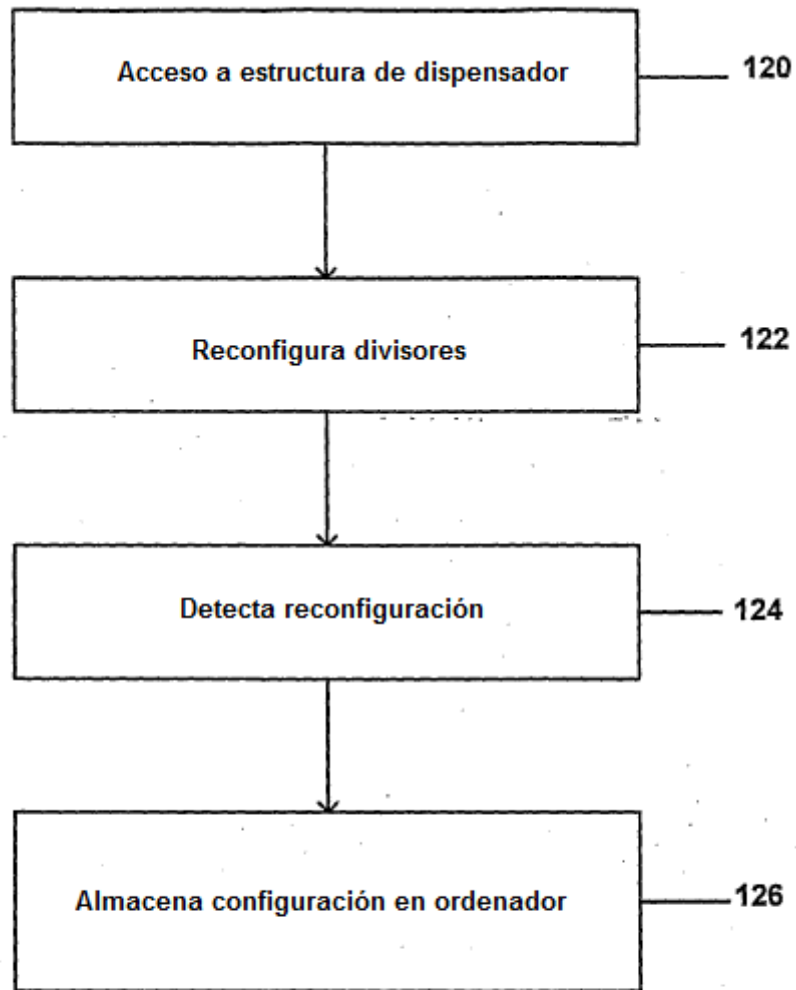 Acceso a estructura de dispensador
120
Reconfigura divisores
122
Detecta reconfiguración
124
Almacena configuración en ordenador
126